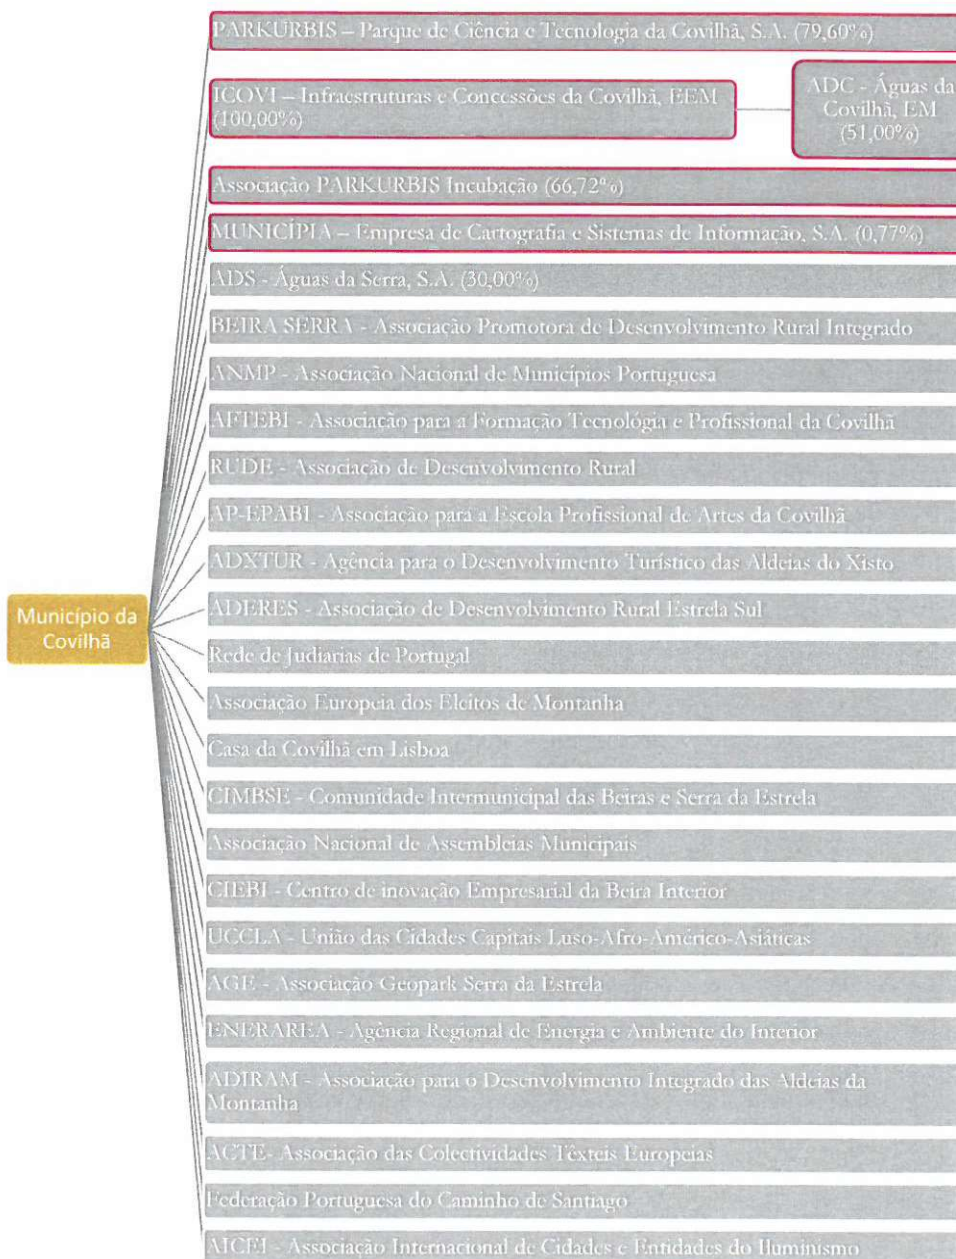 PARKURBIS – Parque de Ciência e Tecnologia da Covilhã, S.A. (79,60%)
ICOVI – Infraestruturas e Concessões da Covilhã, EEM
(100,00%)
ADC - Águas da
Covilhã, EM
(51,00%)
Associação PARKURBIS Incubação (66,72%)
MUNICÍPIA – Empresa de Cartografia e Sistemas de Informação, S.A. (0,77%)
ADS - Águas da Serra, S.A. (30,00%)
BEIRA SERRA - Associação Promotora de Desenvolvimento Rural Integrado
ANMP - Associação Nacional de Municípios Portuguesa
AFTEBI - Associação para a Formação Tecnológia e Profissional da Covilhã
RUDE - Associação de Desenvolvimento Rural
AP-EPABI - Associação para a Escola Profissional de Artes da Covilhã
ADXTUR - Agência para o Desenvolvimento Turístico das Aldeias do Xisto
Município da
Covilhã
ADERES - Associação de Desenvolvimento Rural Estrela Sul
Rede de Judiarias de Portugal
Associação Europeia dos Eleitos de Montanha
Casa da Covilhã em Lisboa
CIMBSE - Comunidade Intermunicipal das Beiras e Serra da Estrela
Associação Nacional de Assembleias Municipais
CIEBI - Centro de inovação Empresarial da Beira Interior
UCCLA - União das Cidades Capitais Luso-Afro-Américo-Asiáticas
AGE - Associação Geopark Serra da Estrela
ENERAREA - Agência Regional de Energia e Ambiente do Interior
ADIRAM - Associação para o Desenvolvimento Integrado das Aldeias da
Montanha
ACTE- Associação das Colectividades Têxteis Europeias
Federação Portuguesa do Caminho de Santiago
AICEI - Associação Internacional de Cidades e Entidades do Iluminismo